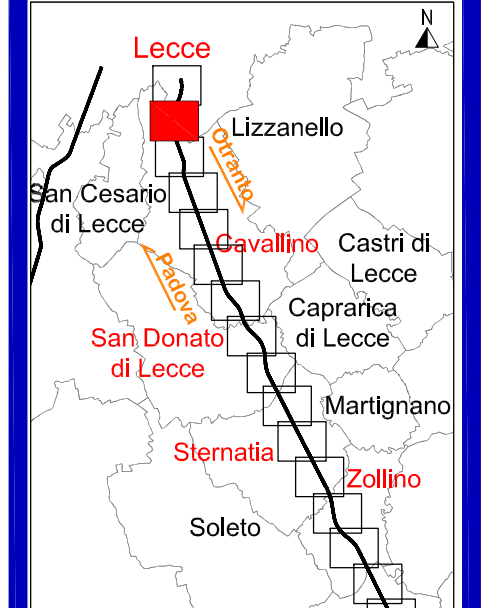 N
Lecce
Lizzanello
Otranto
San Cesario
di Lecce
Cavallino
Castri di
Lecce
Padova
Caprarica
di Lecce
San Donato
di Lecce
Martignano
Sternatia
Zollino
Soleto